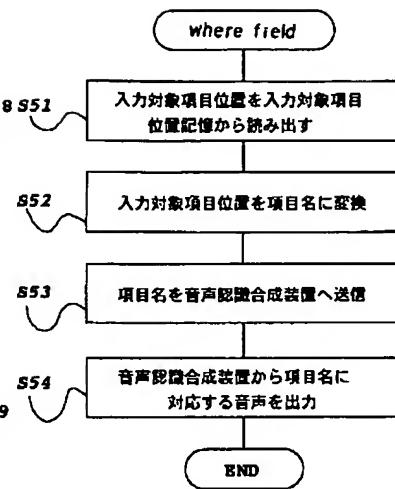 where field
8 S51
入力対象項目位置を入力対象項目
位置記憶から読み出す
S52
入力対象項目位置を項目名に変換
S53
項目名を音声認識合成装置へ送信
9 S54
音声認識合成装置から項目名に
対応する音声を出力
END